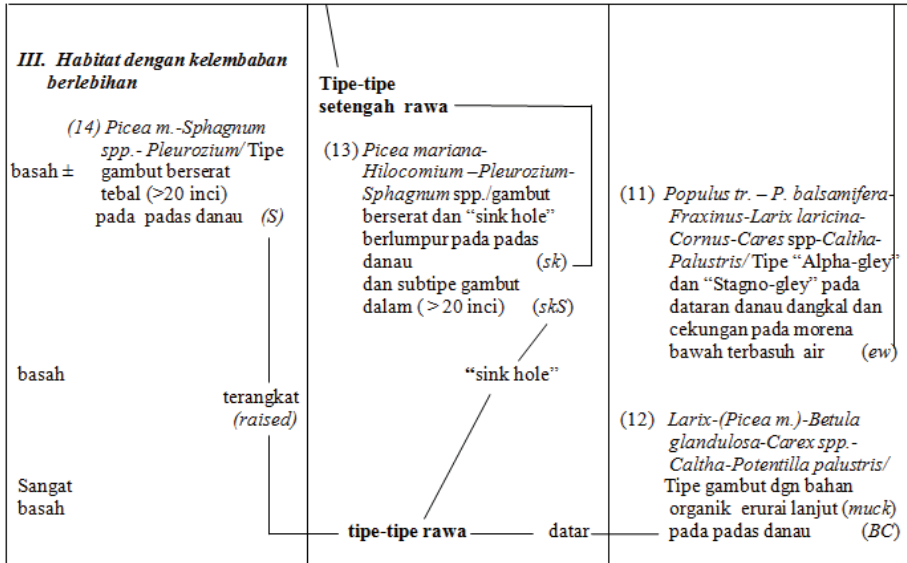 III. Habitat dengan kelembaban
berlebihan
(14) Picea m.-Sphagnum
spp.- Pleurozium/ Tipe
basah ± gambut berserat
tebal (>20 inci)
pada padas danau (S)
basah
terangkat
(raised)
Sangat
basah
Tipe-tipe
setengah rawa
(13) Picea mariana-
Hilocomium –Pleurozium-
Sphagnum spp./gambut
berserat dan “sink hole”
berlumpur pada padas
danau (sk)
dan subtipe gambut
dalam ( > 20 inci) (skS)
“sink hole”
tipe-tipe rawa
datar
(11) Populus tr. – P. balsamifera-
Fraxinus-Larix laricina-
Cornus-Cares spp-Caltha-
Palustris/ Tipe “Alpha-gley”
dan “Stagno-gley” pada
dataran danau dangkal dan
cekungan pada morena
bawah terbasuh air (ew)
(12) Larix-(Picea m.)-Betula
glandulosa-Carex spp.-
Caltha-Potentilla palustris/
Tipe gambut dgn bahan
organik erurai lanjut (muck)
pada padas danau (BC)